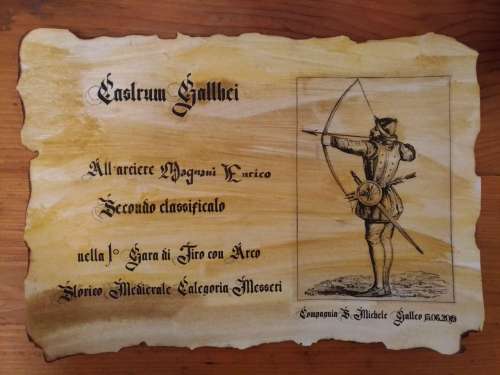 Castrum Gallbei
All'arciere Magnani Enrico
Secondo classificato
nella 1° Gara di Tiro con Arco
Storico Medievale Categoria Messeri
Compagnia S. Michele Galleo 15.06.2019